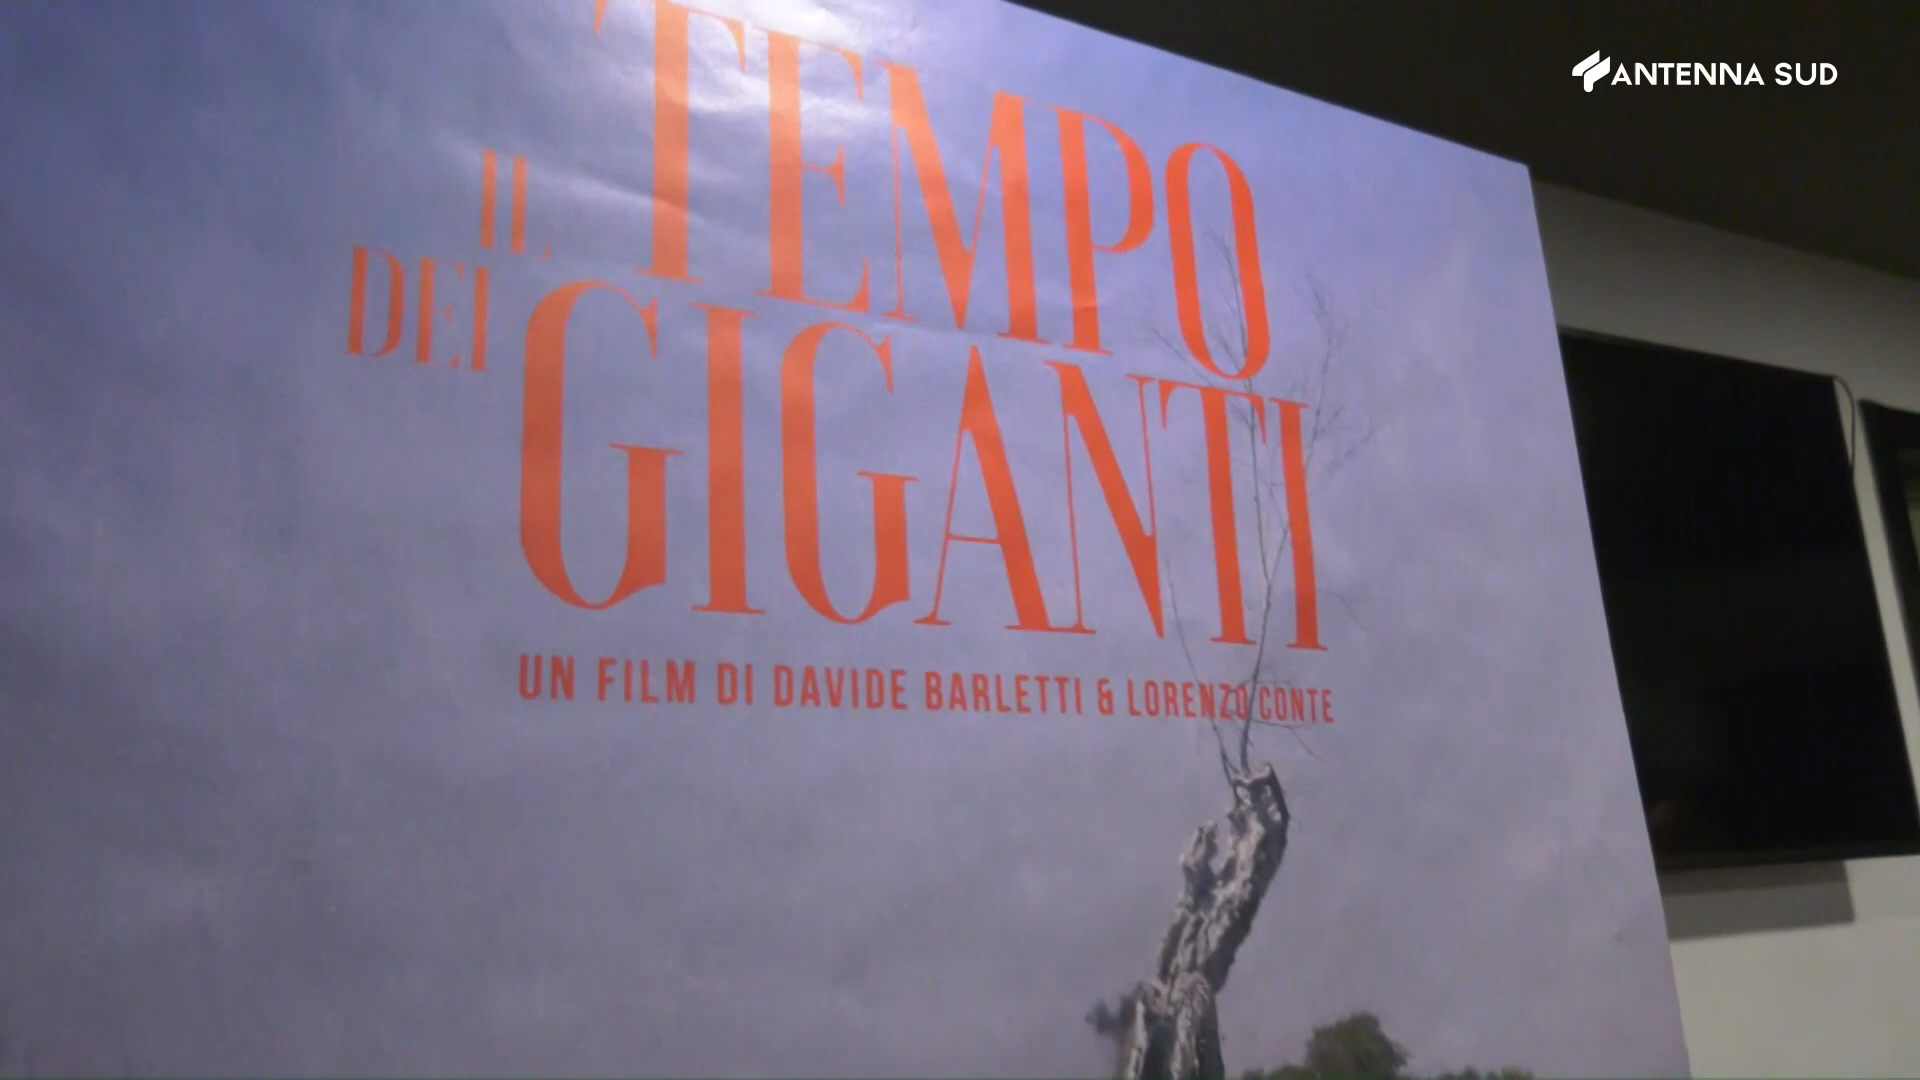 ANTENNA SUD
IL TEMPO
DEI GIGANTI
UN FILM DI DAVIDE BARLETTI & LORENZO CONTE